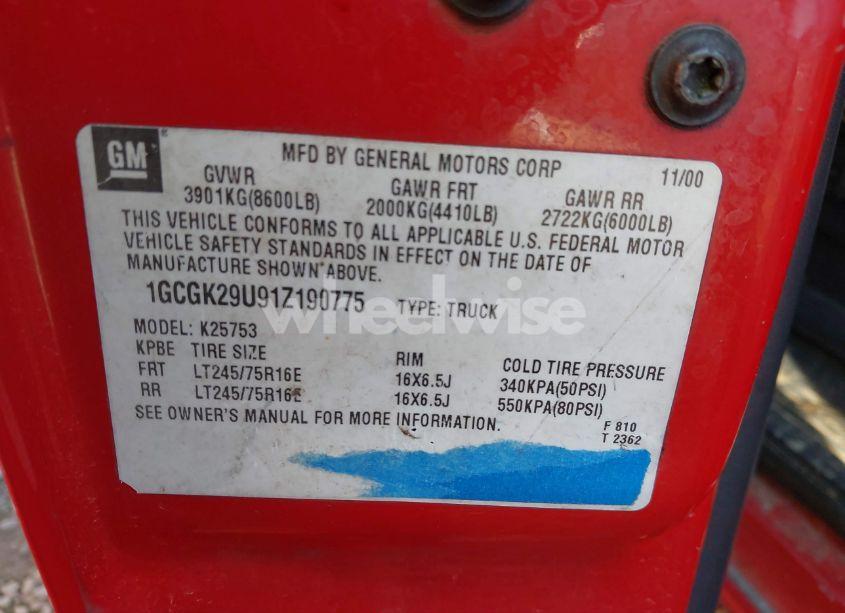 GM
MFD BY GENERAL MOTORS CORP 11/00
GVWR GAWR FRT GAWR RR
3901KG(8600LB) 2000KG(4410LB) 2722KG(6000LB)
THIS VEHICLE CONFORMS TO ALL APPLICABLE U.S. FEDERAL MOTOR
VEHICLE SAFETY STANDARDS IN EFFECT ON THE DATE OF
MANUFACTURE SHOWN ABOVE.
1GCGK29U91Z190775 TYPE: TRUCK
wheelwise
MODEL: K25753
KPBE TIRE SIZE RIM COLD TIRE PRESSURE
FRT LT245/75R16E 16X6.5J 340KPA(50PSI)
RR LT245/75R16E 16X6.5J 550KPA(80PSI)
SEE OWNER'S MANUAL FOR MORE INFORMATION.
F 810
T 2362